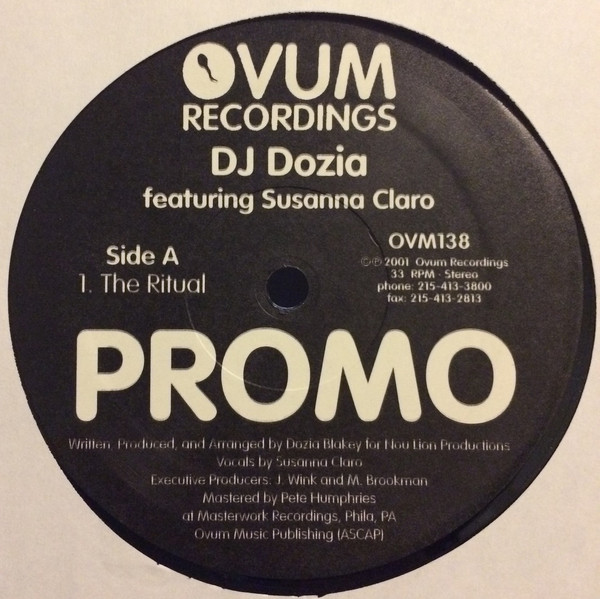 OVUM
RECORDINGS
DJ Dozia
featuring Susanna Claro
Side A
1. The Ritual
OVM138
©℗2001 Ovum Recordings
33 RPM - Stereo
phone: 215-413-3800
fax: 215-413-2813
PROMO
Written, Produced, and Arranged by Dozia Blakey for Nou Lion Productions
Vocals by Susanna Claro
Executive Producers: J. Wink and M. Brookman
Mastered by Pete Humphries
at Masterwork Recordings, Phila, PA
Ovum Music Publishing (ASCAP)